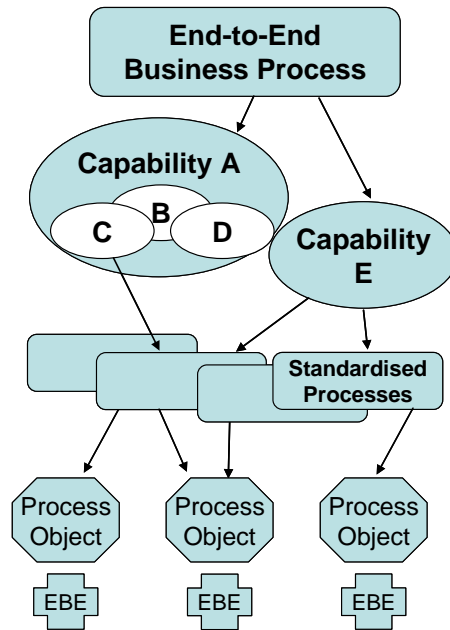 End-to-End
Business Process
Capability A
B
C
D
Capability
E
Standardised
Processes
Process
Object
Process
Object
Process
Object
EBE
EBE
EBE